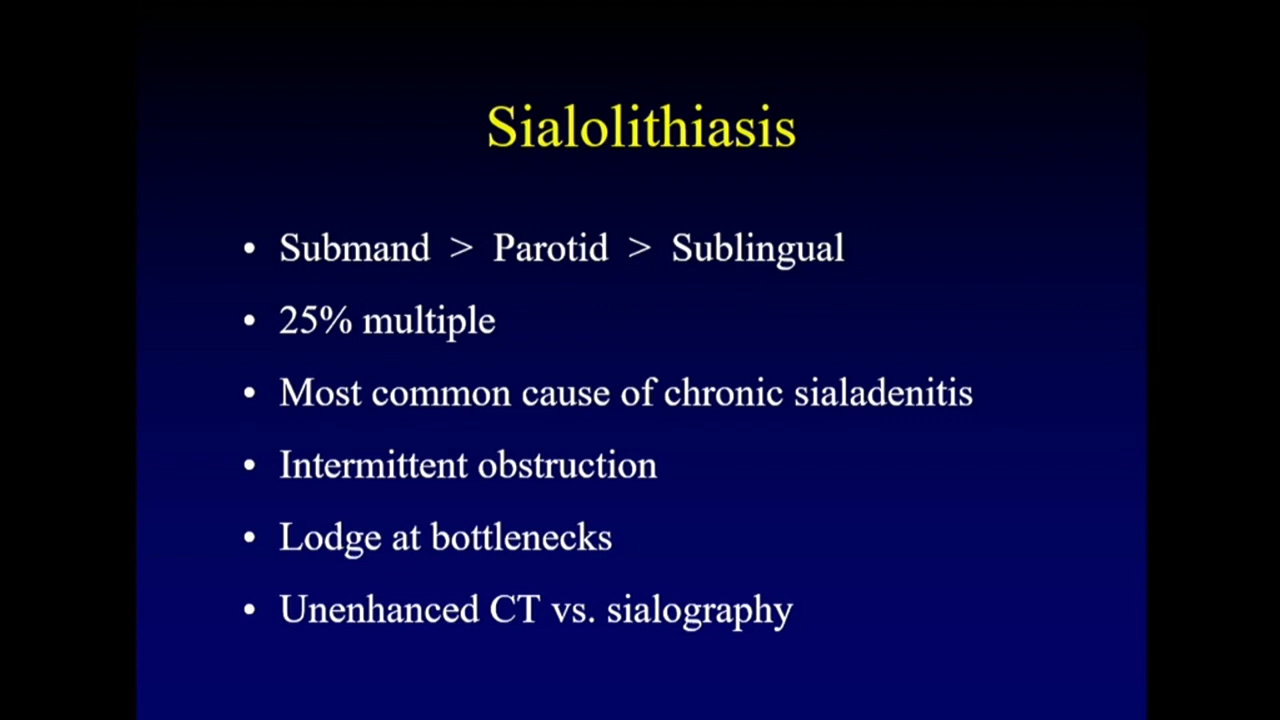 Sialolithiasis
• Submand > Parotid > Sublingual
• 25% multiple
• Most common cause of chronic sialadenitis
• Intermittent obstruction
• Lodge at bottlenecks
• Unenhanced CT vs. sialography